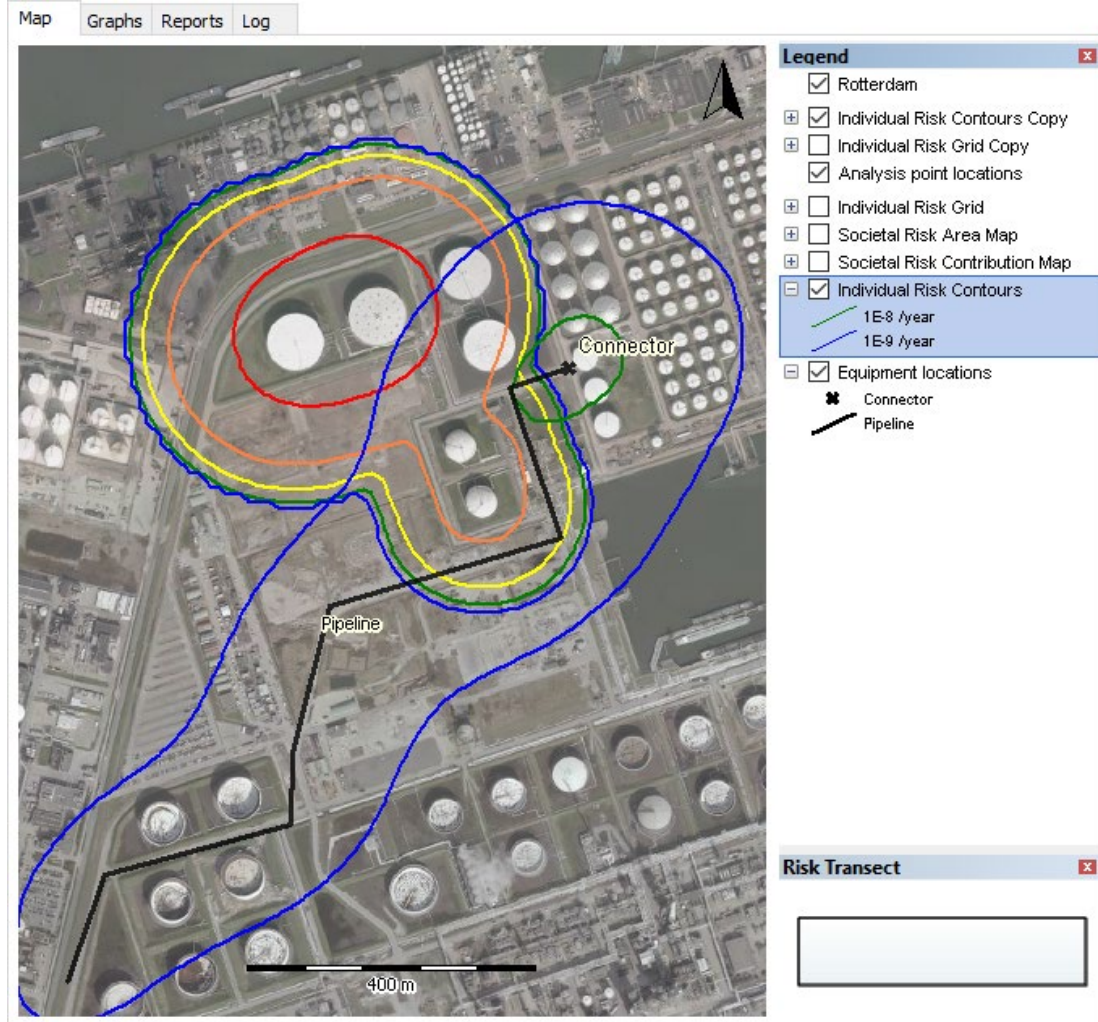 Map Graphs Reports Log
Legend
Rotterdam
Individual Risk Contours Copy
Individual Risk Grid Copy
Analysis point locations
Individual Risk Grid
Societal Risk Area Map
Societal Risk Contribution Map
Individual Risk Contours
1E-8 /year
1E-9 /year
Equipment locations
Connector
Pipeline
Connector
Pipeline
400 m
Risk Transect